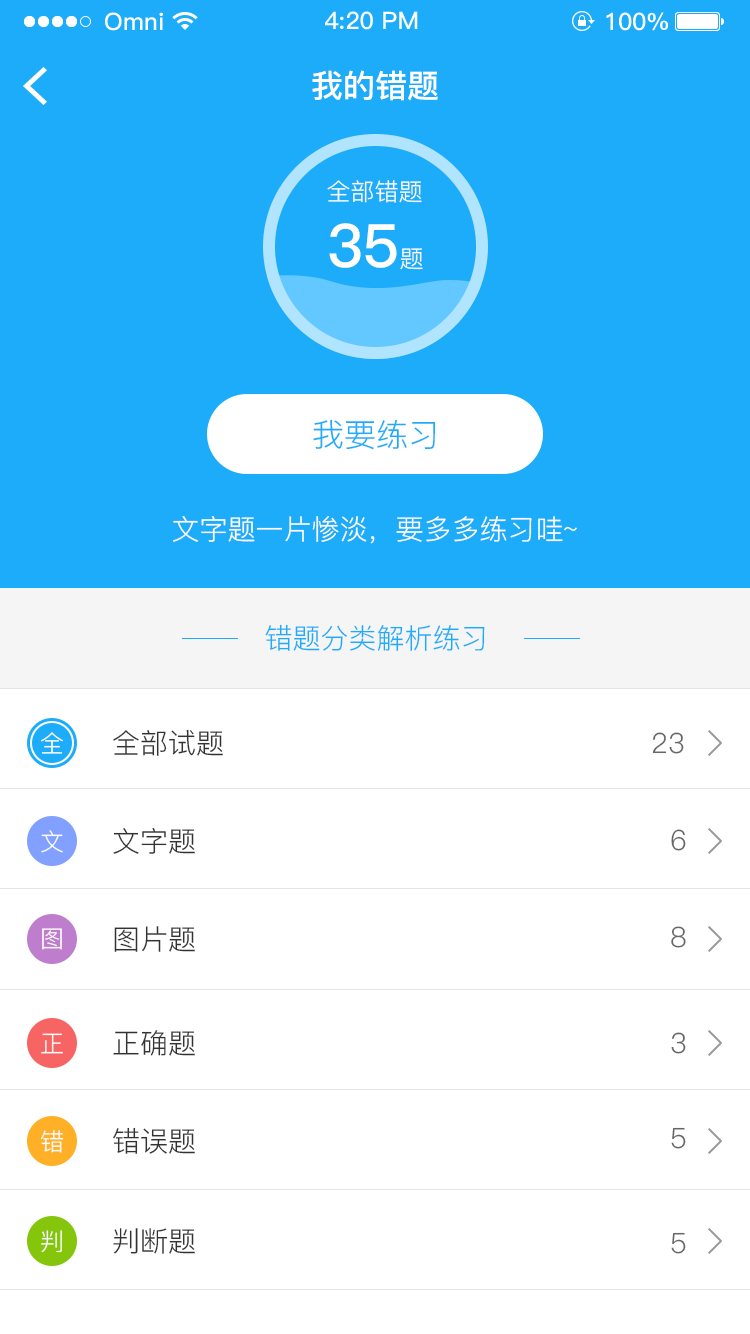 Omni 4:20 PM 100%
我的错题
全部错题
35题
我要练习
文字题一片惨淡，要多多练习哇~
错题分类解析练习
全 全部试题 23
文 文字题 6
图 图片题 8
正 正确题 3
错 错误题 5
判 判断题 5